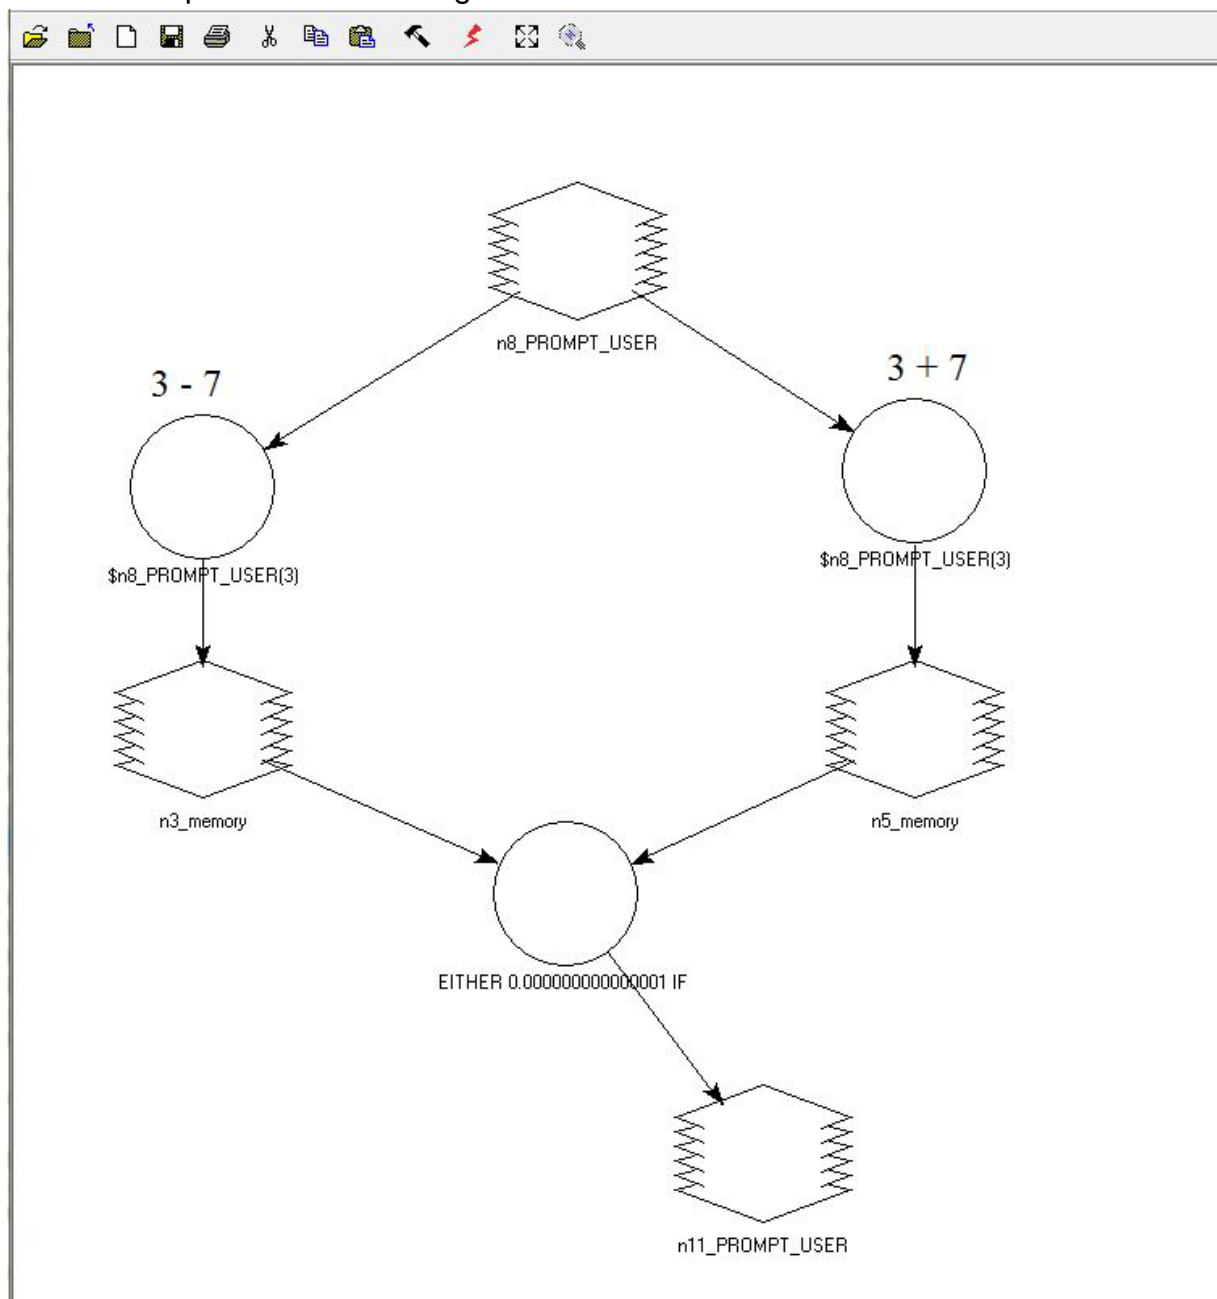 n8_PROMPT_USER
3 - 7
3 + 7
$n8_PROMPT_USER(3)
$n8_PROMPT_USER(3)
n3_memory
n5_memory
EITHER 0.000000000000001 IF
n11_PROMPT_USER